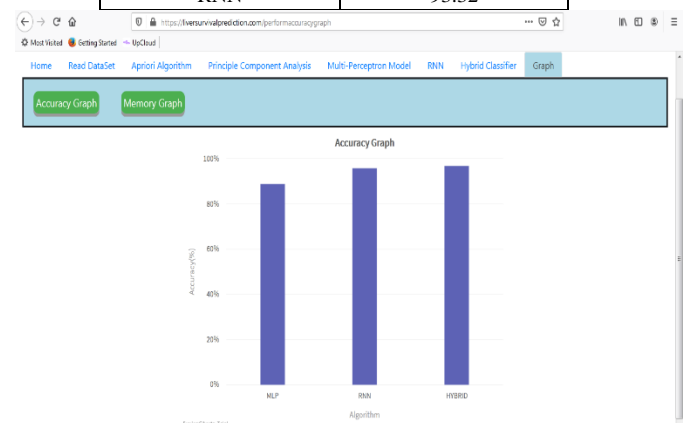 RNN 95.32
https://liversurvivalprediction.com/performaccuracygraph
Most Visited Getting Started UpCloud
Home Read DataSet Apriori Algorithm Principle Component Analysis Multi-Perceptron Model RNN Hybrid Classifier Graph
Accuracy Graph Memory Graph
Accuracy Graph
100%
80%
60%
40%
20%
0%
Accuracy(%)
MLP RNN HYBRID
Algorithm